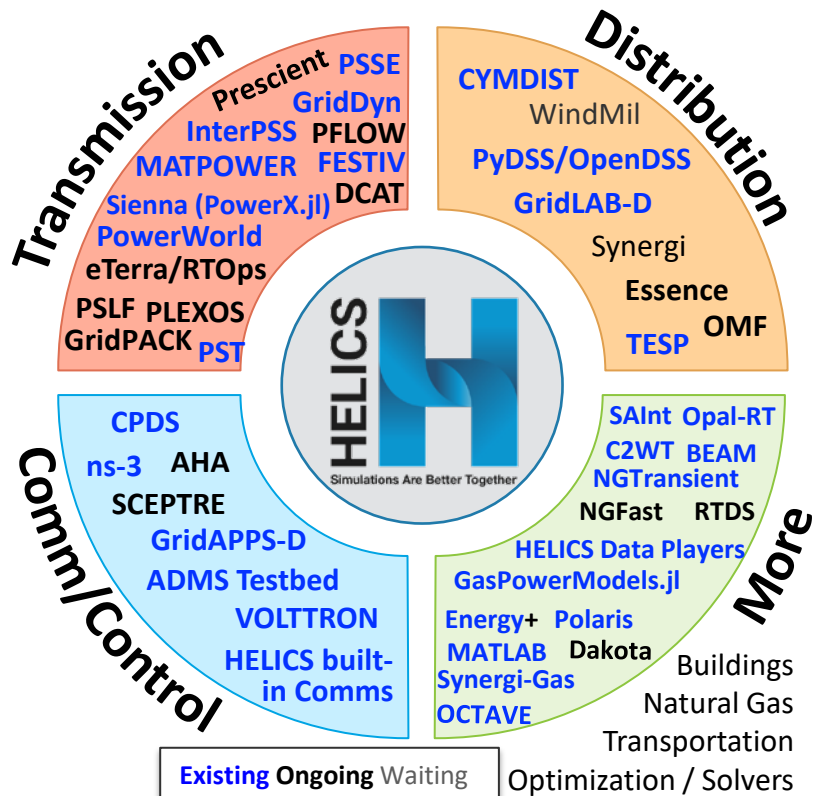 Transmission
Prescient
PSSE
GridDyn
InterPSS
PFLOW
MATPOWER
FESTIV
DCAT
Sienna (PowerX.jl)
PowerWorld
eTerra/RTOps
PSLF
PLEXOS
GridPACK
PST
Distribution
CYMDIST
WindMil
PyDSS/OpenDSS
GridLAB-D
Synergi
Essence
OMF
TESP
HELICS
Simulations Are Better Together
Comm/Control
CPDS
ns-3
AHA
SCEPTRE
GridAPPS-D
ADMS Testbed
VOLTTRON
HELICS built-
in Comms
More
SAInt
Opal-RT
C2WT
BEAM
NGTransient
NGFast
RTDS
HELICS Data Players
GasPowerModels.jl
Energy+
Polaris
MATLAB
Dakota
Synergi-Gas
OCTAVE
Buildings
Natural Gas
Transportation
Optimization / Solvers
Existing Ongoing Waiting